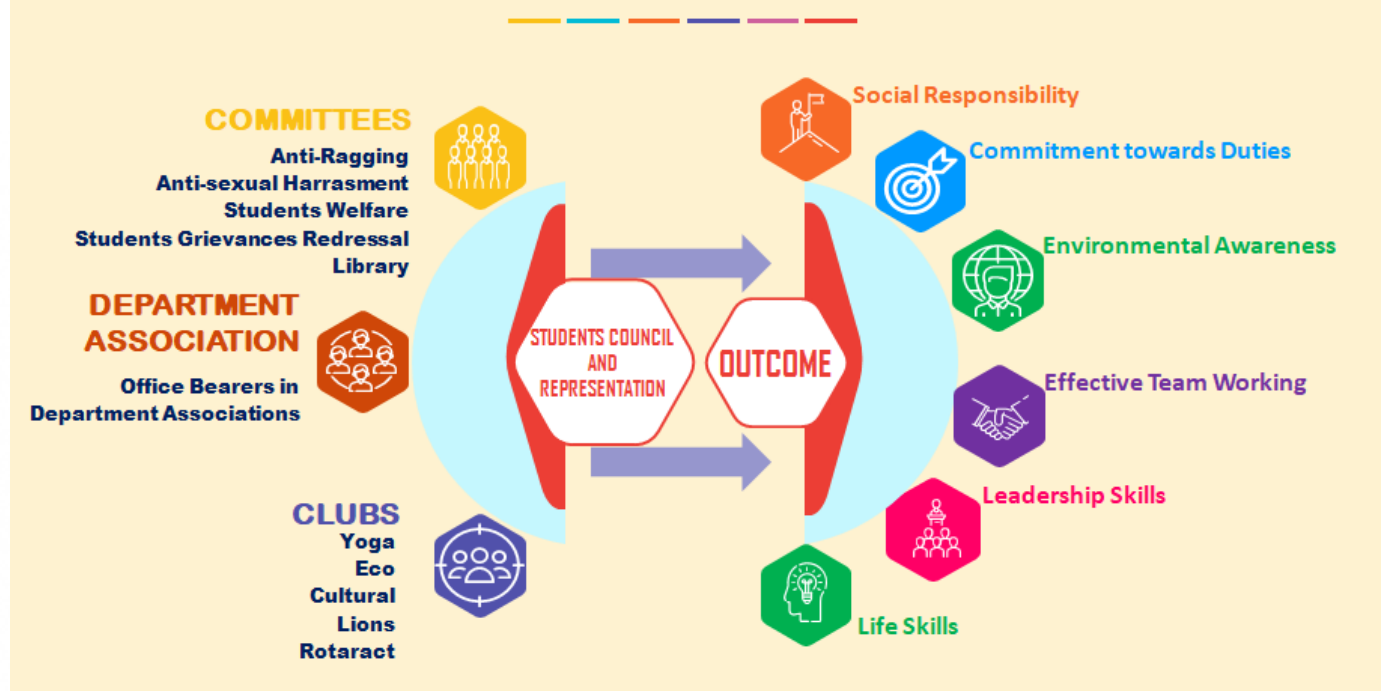 COMMITTEES
Anti-Ragging
Anti-sexual Harrasment
Students Welfare
Students Grievances Redressal
Library
DEPARTMENT
ASSOCIATION
Office Bearers in
Department Associations
CLUBS
Yoga
Eco
Cultural
Lions
Rotaract
STUDENTS COUNCIL
AND
REPRESENTATION
OUTCOME
Social Responsibility
Commitment towards Duties
Environmental Awareness
Effective Team Working
Leadership Skills
Life Skills